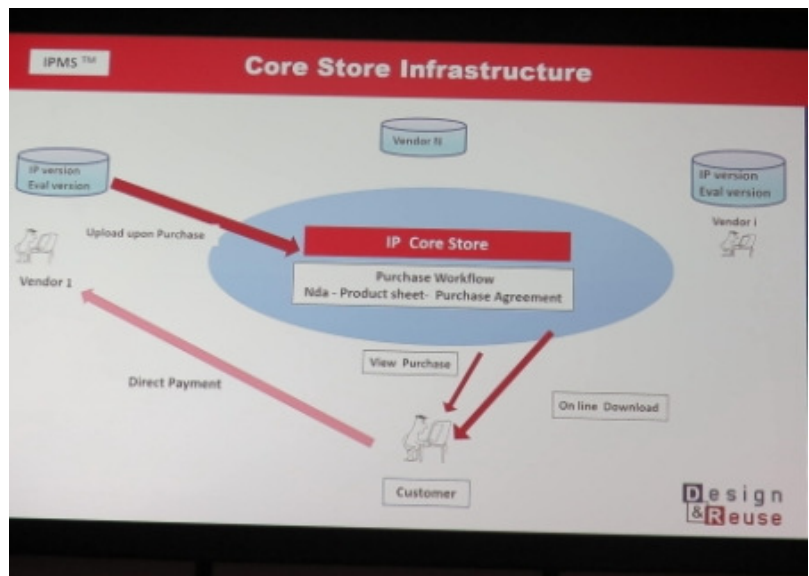 IPMS ™
Core Store Infrastructure
Vendor N
IP version
Eval version
IP version
Eval version
Upload upon Purchase
Vendor i
IP Core Store
Vendor 1
Purchase Workflow
Nda - Product sheet- Purchase Agreement
View Purchase
Direct Payment
On line Download
Customer
Design
&Reuse